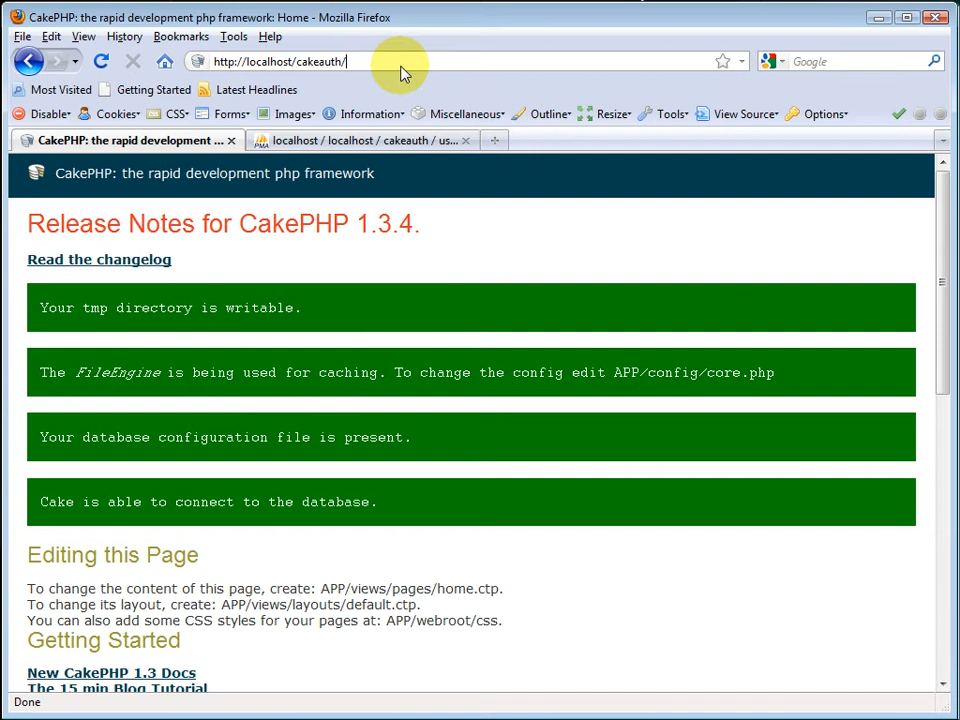 CakePHP: the rapid development php framework: Home - Mozilla Firefox
File Edit View History Bookmarks Tools Help
http://localhost/cakeauth/
Google
Most Visited Getting Started Latest Headlines
Disable Cookies CSS Forms Images Information Miscellaneous Outline Resize Tools View Source Options
CakePHP: the rapid development ... localhost / localhost / cakeauth / us...
CakePHP: the rapid development php framework
Release Notes for CakePHP 1.3.4.
Read the changelog
Your tmp directory is writable.
The FileEngine is being used for caching. To change the config edit APP/config/core.php
Your database configuration file is present.
Cake is able to connect to the database.
Editing this Page
To change the content of this page, create: APP/views/pages/home.ctp.
To change its layout, create: APP/views/layouts/default.ctp.
You can also add some CSS styles for your pages at: APP/webroot/css.
Getting Started
New CakePHP 1.3 Docs
The 15 min Blog Tutorial
Done